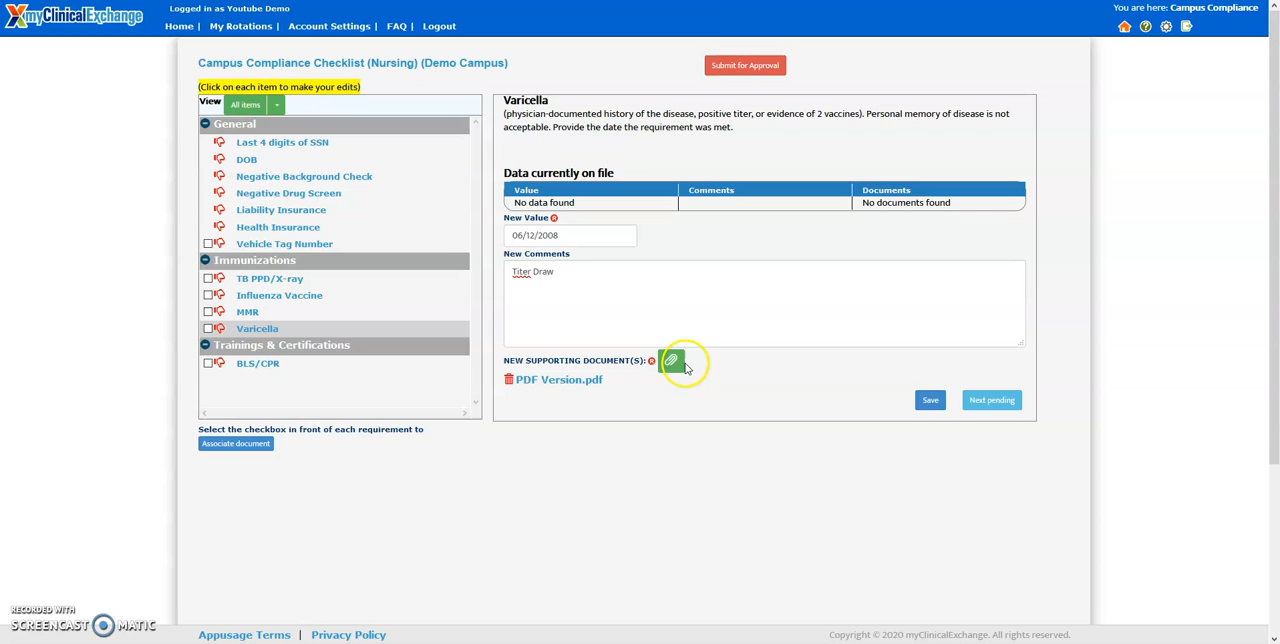 myClinicalExchange
Logged in as Youtube Demo
You are here: Campus Compliance
Home | My Rotations | Account Settings | FAQ | Logout
Campus Compliance Checklist (Nursing) (Demo Campus)
Submit for Approval
(Click on each item to make your edits)
View All items
General
Last 4 digits of SSN
DOB
Negative Background Check
Negative Drug Screen
Liability Insurance
Health Insurance
Vehicle Tag Number
Immunizations
TB PPD/X-ray
Influenza Vaccine
MMR
Varicella
Trainings & Certifications
BLS/CPR
Select the checkbox in front of each requirement to
Associate document
Varicella
(physician-documented history of the disease, positive titer, or evidence of 2 vaccines). Personal memory of disease is not
acceptable. Provide the date the requirement was met.
Data currently on file
Value Comments Documents
No data found No documents found
New Value
06/12/2008
New Comments
Titer Draw
NEW SUPPORTING DOCUMENT(S):
PDF Version.pdf
Save Next pending
RECORDED WITH
SCREENCAST MATIC
Appusage Terms | Privacy Policy
Copyright © 2020 myClinicalExchange. All rights reserved.